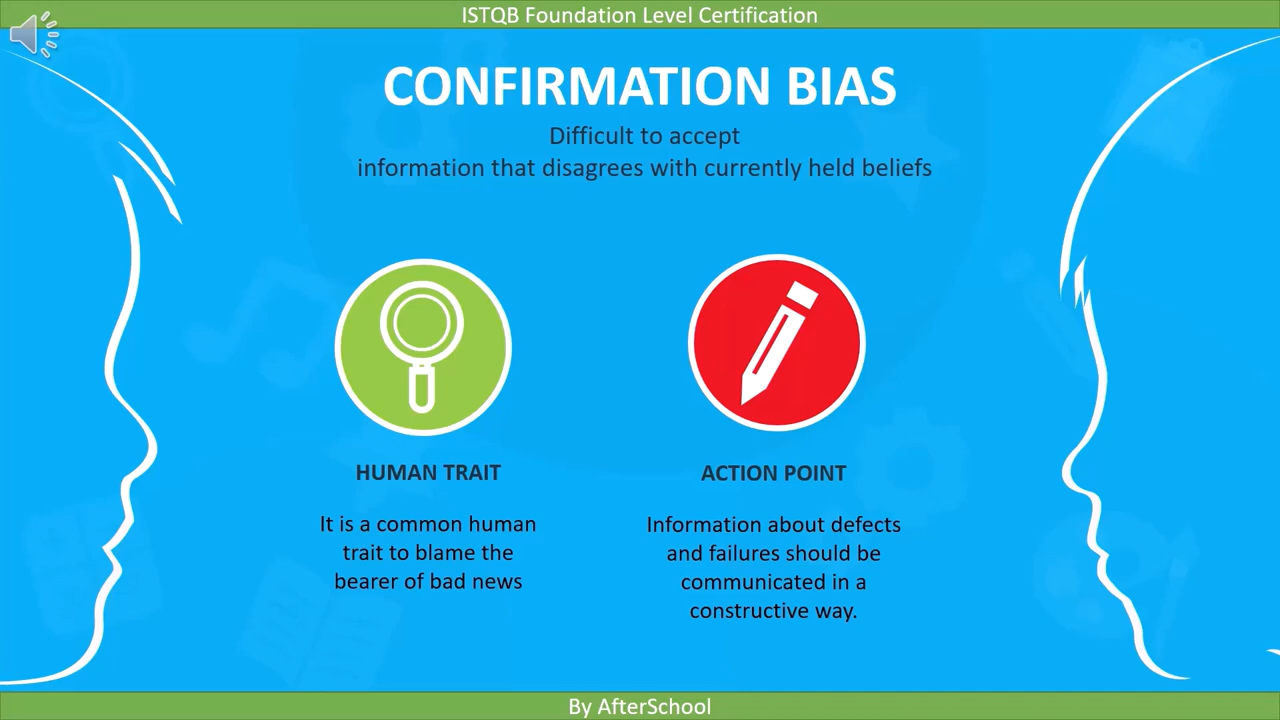 ISTQB Foundation Level Certification
CONFIRMATION BIAS
Difficult to accept
information that disagrees with currently held beliefs
HUMAN TRAIT
It is a common human
trait to blame the
bearer of bad news
ACTION POINT
Information about defects
and failures should be
communicated in a
constructive way.
By AfterSchool